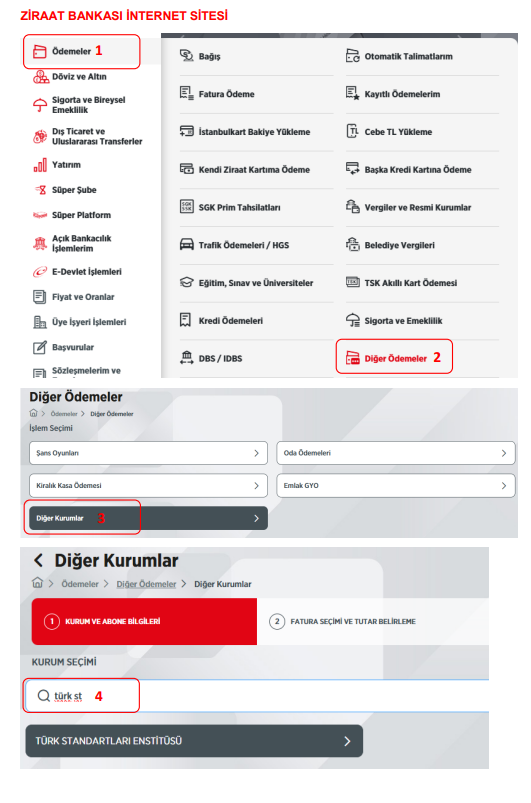 ZİRAAT BANKASI İNTERNET SİTESİ
Ödemeler 1
Döviz ve Altın
Sigorta ve Bireysel
Emeklilik
Dış Ticaret ve
Uluslararası Transferler
Yatırım
Süper Şube
Süper Platform
Açık Bankacılık
İşlemlerim
E-Devlet İşlemleri
Fiyat ve Oranlar
Üye İşyeri İşlemleri
Başvurular
Sözleşmelerim ve
Bağış
Otomatik Talimatlarım
Fatura Ödeme
Kayıtlı Ödemelerim
İstanbulkart Bakiye Yükleme
TL Cebe TL Yükleme
Kendi Ziraat Kartıma Ödeme
Başka Kredi Kartına Ödeme
SGK
SSK
SGK Prim Tahsilatları
Vergiler ve Resmi Kurumlar
Trafik Ödemeleri / HGS
Belediye Vergileri
Eğitim, Sınav ve Üniversiteler
TSK TSK Akıllı Kart Ödemesi
Kredi Ödemeleri
Sigorta ve Emeklilik
DBS / IDBS
Diğer Ödemeler 2
Diğer Ödemeler
> Ödemeler > Diğer Ödemeler
İşlem Seçimi
Şans Oyunları >
Oda Ödemeleri >
Kiralık Kasa Ödemesi >
Emlak GYO >
Diğer Kurumlar 3 >
< Diğer Kurumlar
> Ödemeler > Diğer Ödemeler > Diğer Kurumlar
1 KURUM VE ABONE BİLGİLERİ
2 FATURA SEÇİMİ VE TUTAR BELİRLEME
KURUM SEÇİMİ
türk st 4
TÜRK STANDARTLARI ENSTİTÜSÜ >